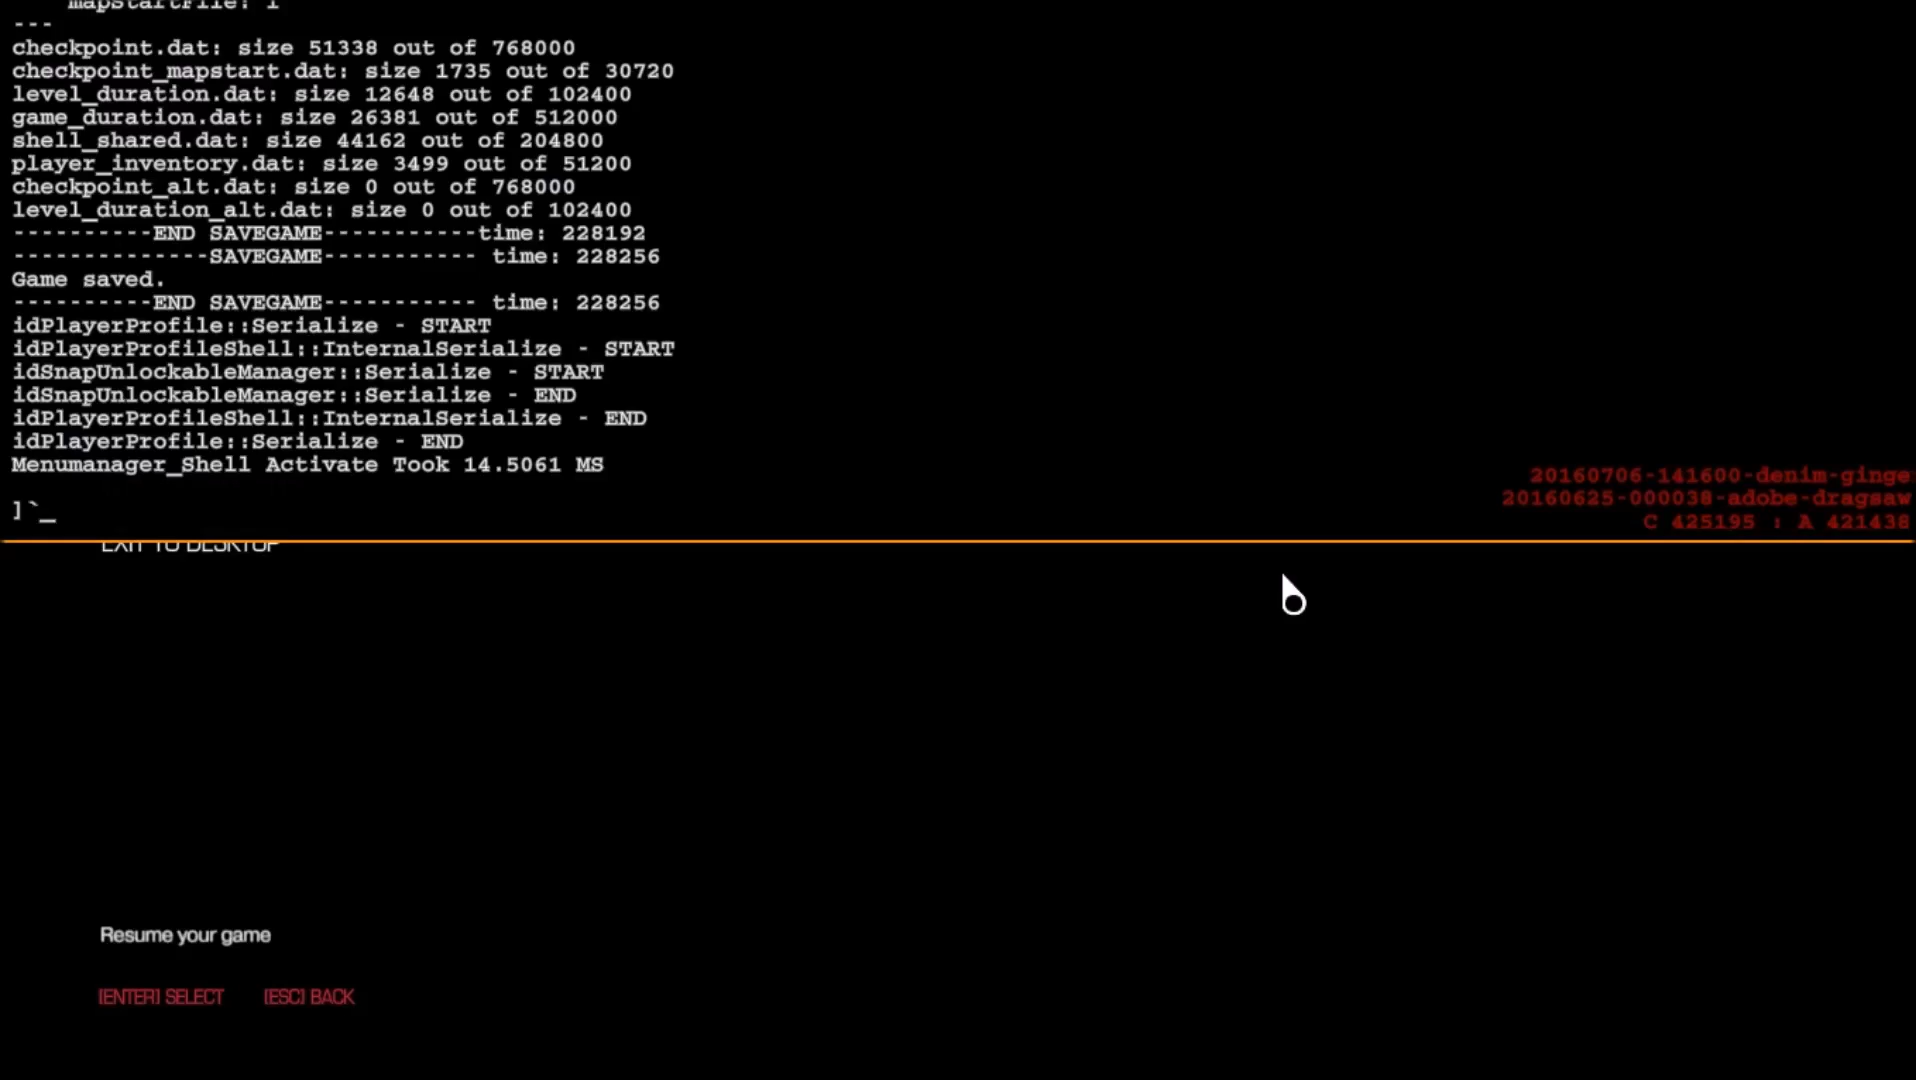 mapstartFile: 1
---
checkpoint.dat: size 51338 out of 768000
checkpoint_mapstart.dat: size 1735 out of 30720
level_duration.dat: size 12648 out of 102400
game_duration.dat: size 26381 out of 512000
shell_shared.dat: size 44162 out of 204800
player_inventory.dat: size 3499 out of 51200
checkpoint_alt.dat: size 0 out of 768000
level_duration_alt.dat: size 0 out of 102400
----------END SAVEGAME-----------time: 228192
--------------SAVEGAME----------- time: 228256
Game saved.
----------END SAVEGAME----------- time: 228256
idPlayerProfile::Serialize - START
idPlayerProfileShell::InternalSerialize - START
idSnapUnlockableManager::Serialize - START
idSnapUnlockableManager::Serialize - END
idPlayerProfileShell::InternalSerialize - END
idPlayerProfile::Serialize - END
Menumanager_Shell Activate Took 14.5061 MS
20160706-141600-denim-ginge
20160625-000038-adobe-dragsaw
C 425195 : A 421438
]`_
EXIT TO DESKTOP
Resume your game
[ENTER] SELECT [ESC] BACK